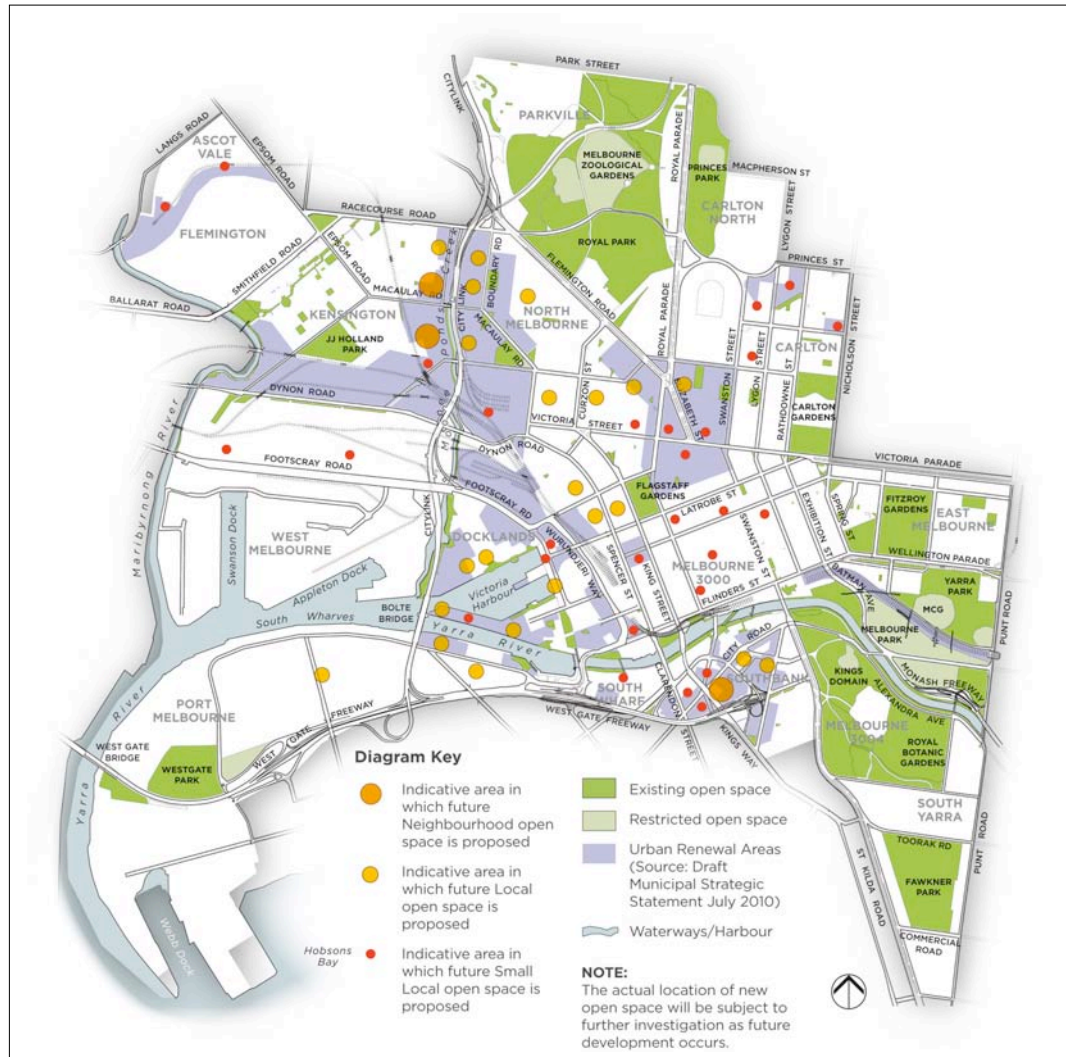 PARK STREET
CITYLINK
PARKVILLE
LANGS ROAD
ASCOT
VALE
EPSOM ROAD
ROYAL PARADE
MELBOURNE
ZOOLOGICAL
GARDENS
PRINCES
PARK
MACPHERSON ST
CARLTON
NORTH
LYGON STREET
RACECOURSE ROAD
FLEMINGTON
ROYAL PARK
PRINCES ST
SMITHFIELD ROAD
EPSOM ROAD
Moonee Ponds Creek
CITYLINK
BOUNDARY RD
FLEMINGTON ROAD
BALLARAT ROAD
MACAULAY RD
KENSINGTON
NORTH
MELBOURNE
MACAULAY RD
ROYAL PARADE
SWANSTON STREET
LYGON STREET
RATHDOWNE ST
CARLTON
NICHOLSON STREET
JJ HOLLAND
PARK
CURZON ST
ELIZABETH ST
CARLTON
GARDENS
DYNON ROAD
VICTORIA STREET
DYNON ROAD
VICTORIA PARADE
FOOTSCRAY ROAD
FOOTSCRAY RD
FLAGSTAFF
GARDENS
LATROBE ST
EXHIBITION ST
SPRING ST
FITZROY
GARDENS
EAST
MELBOURNE
Maribyrnong River
Swanson Dock
WEST
MELBOURNE
CITYLINK
DOCKLANDS
WURUNDJERI WAY
SPENCER ST
KING STREET
SWANSTON ST
MELBOURNE
3000
WELLINGTON PARADE
Appleton Dock
Victoria
Harbour
FLINDERS ST
BATMAN AVE
YARRA
PARK
MCG
PUNT ROAD
South Wharves
BOLTE
BRIDGE
Yarra River
MELBOURNE
PARK
CITY ROAD
SOUTHBANK
KINGS
DOMAIN
MONASH FREEWAY
ALEXANDRA AVE
SOUTH
WHARF
CLARENDON STREET
PORT
MELBOURNE
WEST GATE FREEWAY
WEST GATE FREEWAY
KINGS WAY
MELBOURNE
3004
ROYAL
BOTANIC
GARDENS
WEST GATE
BRIDGE
WESTGATE
PARK
Yarra River
SOUTH
YARRA
PUNT ROAD
TOORAK RD
ST KILDA ROAD
FAWKNER
PARK
COMMERCIAL
ROAD
Webb Dock
Hobsons
Bay
Diagram Key
Indicative area in
which future
Neighbourhood open
space is proposed
Indicative area in
which future Local
open space is
proposed
Indicative area in
which future Small
Local open space is
proposed
Existing open space
Restricted open space
Urban Renewal Areas
(Source: Draft
Municipal Strategic
Statement July 2010)
Waterways/Harbour
NOTE:
The actual location of new
open space will be subject to
further investigation as future
development occurs.